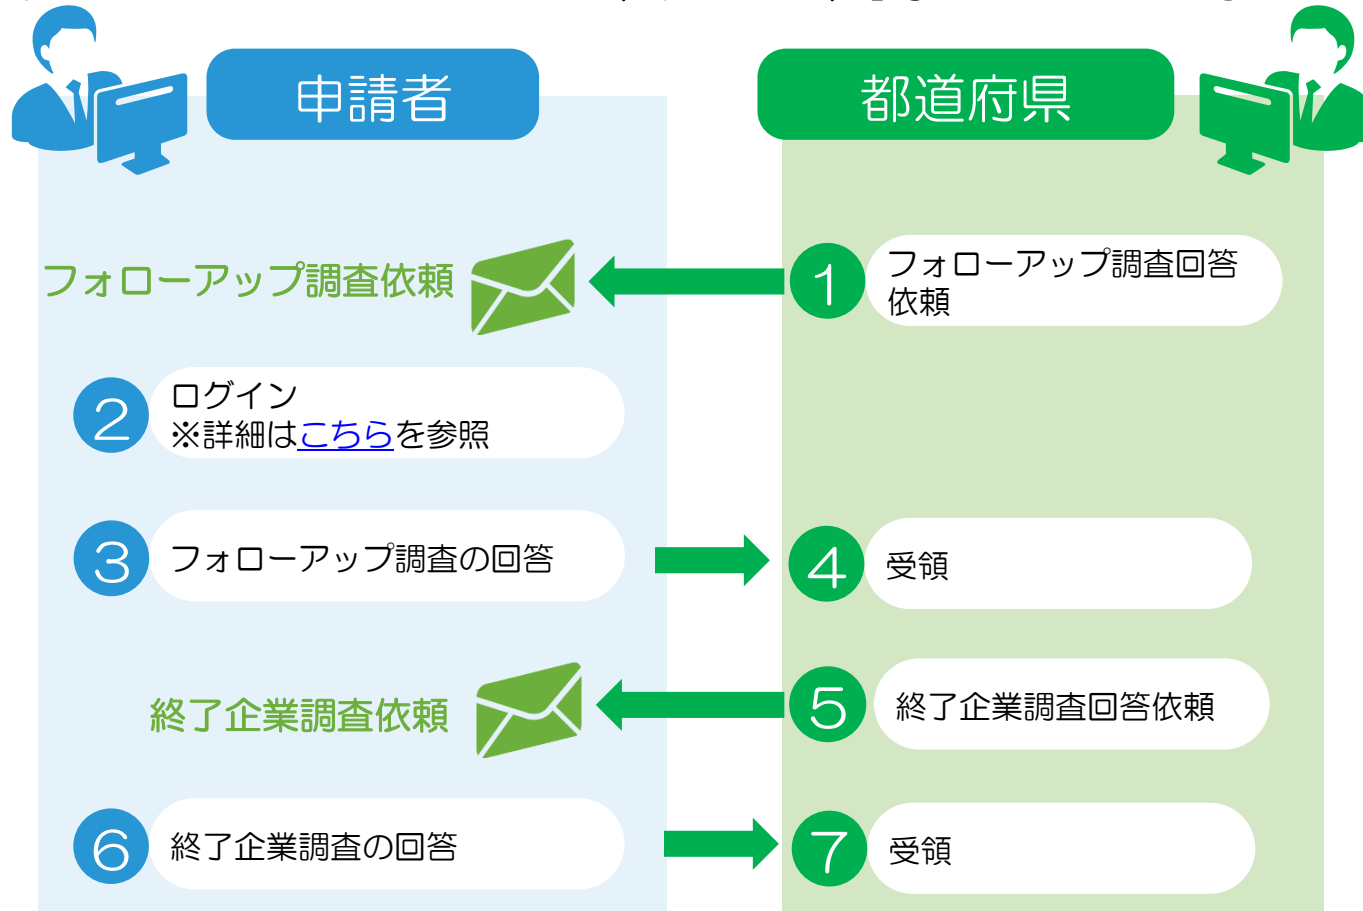 申請者
都道府県
フォローアップ調査依頼
1
フォローアップ調査回答
依頼
2
ログイン
※詳細はこちらを参照
3
フォローアップ調査の回答
4
受領
終了企業調査依頼
5
終了企業調査回答依頼
6
終了企業調査の回答
7
受領